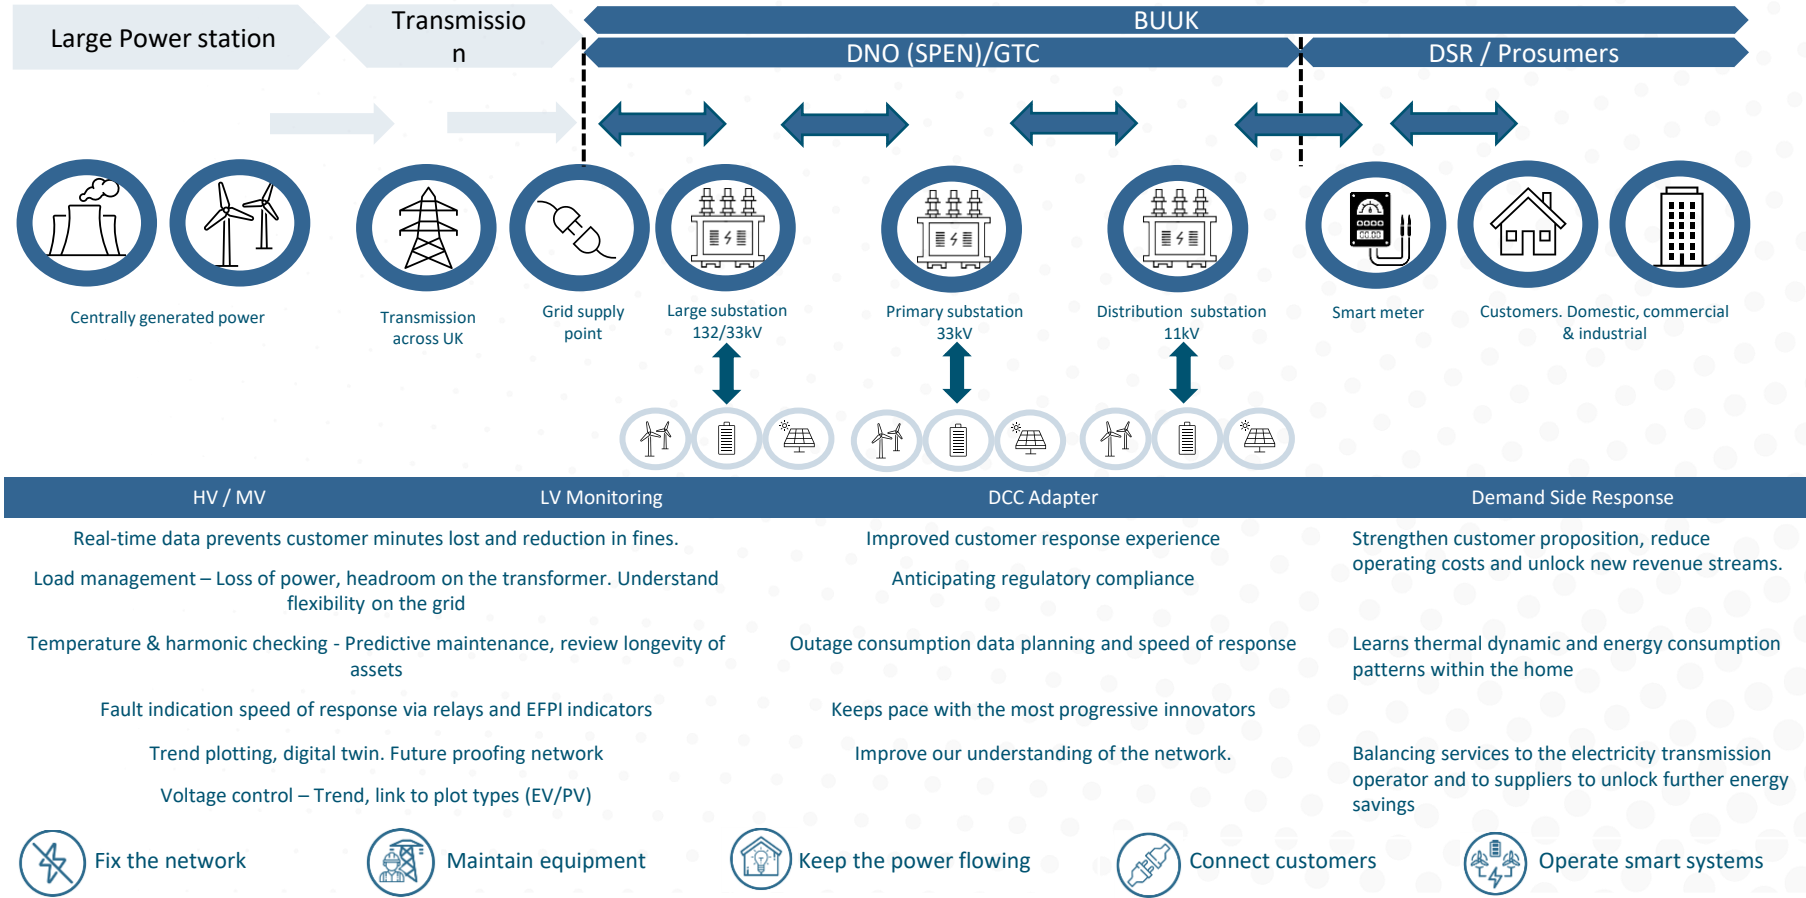 Large Power station
Transmissio
n
BUUK
DNO (SPEN)/GTC
DSR / Prosumers
Centrally generated power
Transmission
across UK
Grid supply
point
Large substation
132/33kV
Primary substation
33kV
Distribution substation
11kV
Smart meter
Customers. Domestic, commercial
& industrial
HV / MV
LV Monitoring
DCC Adapter
Demand Side Response
Real-time data prevents customer minutes lost and reduction in fines.
Load management – Loss of power, headroom on the transformer. Understand
flexibility on the grid
Temperature & harmonic checking - Predictive maintenance, review longevity of
assets
Fault indication speed of response via relays and EFPI indicators
Trend plotting, digital twin. Future proofing network
Voltage control – Trend, link to plot types (EV/PV)
Improved customer response experience
Anticipating regulatory compliance
Outage consumption data planning and speed of response
Keeps pace with the most progressive innovators
Improve our understanding of the network.
Strengthen customer proposition, reduce
operating costs and unlock new revenue streams.
Learns thermal dynamic and energy consumption
patterns within the home
Balancing services to the electricity transmission
operator and to suppliers to unlock further energy
savings
Fix the network
Maintain equipment
Keep the power flowing
Connect customers
Operate smart systems